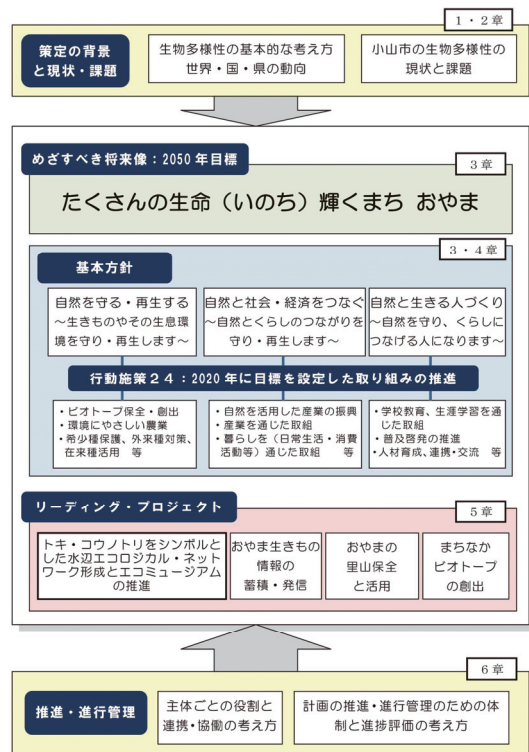 1・2章
策定の背景
と現状・課題
生物多様性の基本的な考え方
世界・国・県の動向
小山市の生物多様性の
現状と課題
めざすべき将来像：2050年目標
3章
たくさんの生命（いのち）輝くまち おやま
3・4章
基本方針
自然を守る・再生する
～生きものやその生息環
境を守り・再生します～
自然と社会・経済をつなぐ
～自然とくらしのつながりを
守り・再生します～
自然と生きる人づくり
～自然を守り、くらしに
つなげる人になります～
行動施策24：2020年に目標を設定した取り組みの推進
・ビオトープ保全・創出
・環境にやさしい農業
・希少種保護、外来種対策、
在来種活用 等
・自然を活用した産業の振興
・産業を通じた取組
・暮らしを（日常生活・消費
活動等）通じた取組 等
・学校教育、生涯学習を通
じた取組
・普及啓発の推進
・人材育成、連携・交流 等
リーディング・プロジェクト
5章
トキ・コウノトリをシンボルと
した水辺エコロジカル・ネット
ワーク形成とエコミュージアム
の推進
おやま生きもの
情報の
蓄積・発信
おやまの
里山保全
と活用
まちなか
ビオトープ
の創出
6章
推進・進行管理
主体ごとの役割と
連携・協働の考え方
計画の推進・進行管理のための体
制と進捗評価の考え方